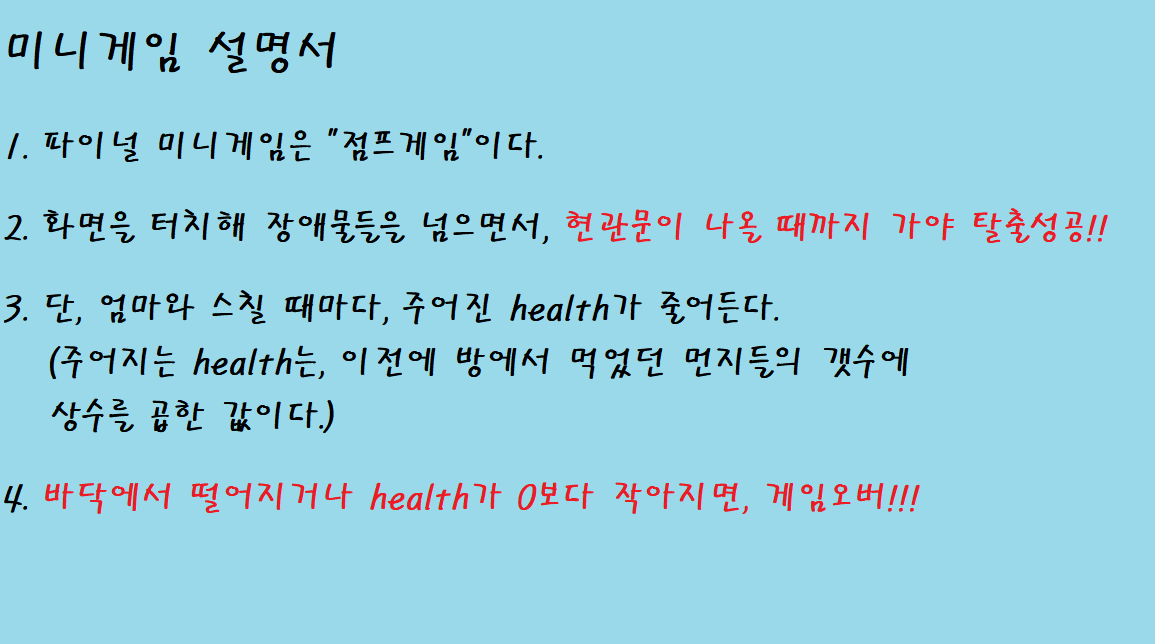 미니게임 설명서
1. 파이널 미니게임은 "점프게임"이다.
2. 화면을 터치해 장애물들을 넘으면서, 현관문이 나올 때까지 가야 탈출성공!!
3. 단, 엄마와 스칠 때마다, 주어진 health가 줄어든다.
(주어지는 health는, 이전에 방에서 먹었던 먼지들의 갯수에
상수를 곱한 값이다.)
4. 바닥에서 떨어지거나 health가 0보다 작아지면, 게임오버!!!